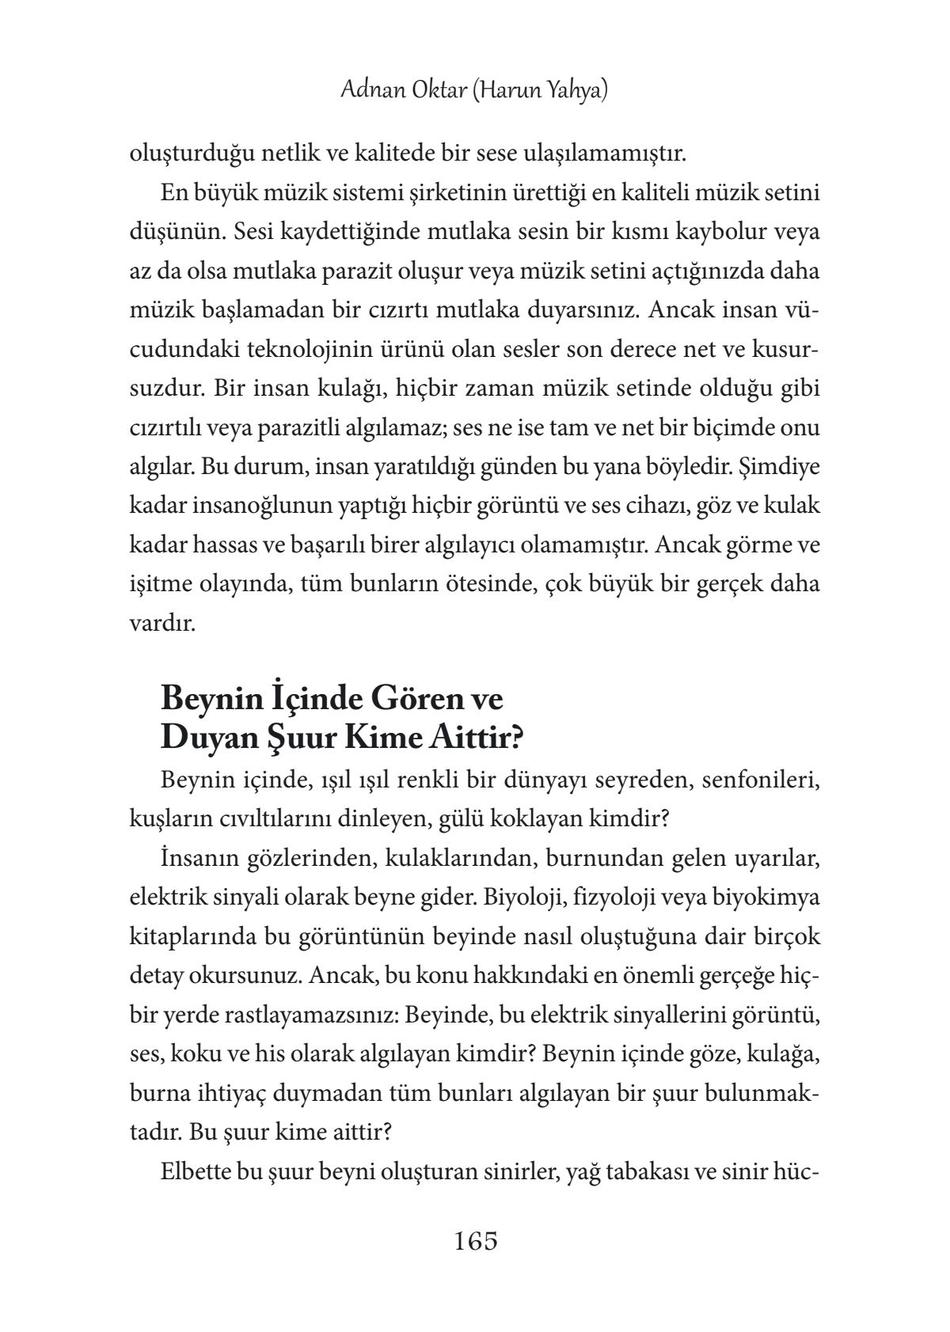 Adnan Oktar (Harun Yahya)
oluşturduğu netlik ve kalitede bir sese ulaşılamamıştır.
En büyük müzik sistemi şirketinin ürettiği en kaliteli müzik setini
düşünün. Sesi kaydettiğinde mutlaka sesin bir kısmı kaybolur veya
az da olsa mutlaka parazit oluşur veya müzik setini açtığınızda daha
müzik başlamadan bir cızırtı mutlaka duyarsınız. Ancak insan vü-
cudundaki teknolojinin ürünü olan sesler son derece net ve kusur-
suzdur. Bir insan kulağı, hiçbir zaman müzik setinde olduğu gibi
cızırtılı veya parazitli algılamaz; ses ne ise tam ve net bir biçimde onu
algılar. Bu durum, insan yaratıldığı günden bu yana böyledir. Şimdiye
kadar insanoğlunun yaptığı hiçbir görüntü ve ses cihazı, göz ve kulak
kadar hassas ve başarılı birer algılayıcı olamamıştır. Ancak görme ve
işitme olayında, tüm bunların ötesinde, çok büyük bir gerçek daha
vardır.
Beynin İçinde Gören ve
Duyan Şuur Kime Aittir?
Beynin içinde, ışıl ışıl renkli bir dünyayı seyreden, senfonileri,
kuşların cıvıltılarını dinleyen, gülü koklayan kimdir?
İnsanın gözlerinden, kulaklarından, burnundan gelen uyarılar,
elektrik sinyali olarak beyne gider. Biyoloji, fizyoloji veya biyokimya
kitaplarında bu görüntünün beyinde nasıl oluştuğuna dair birçok
detay okursunuz. Ancak, bu konu hakkındaki en önemli gerçeğe hiç-
bir yerde rastlayamazsınız: Beyinde, bu elektrik sinyallerini görüntü,
ses, koku ve his olarak algılayan kimdir? Beynin içinde göze, kulağa,
burna ihtiyaç duymadan tüm bunları algılayan bir şuur bulunmak-
tadır. Bu şuur kime aittir?
Elbette bu şuur beyni oluşturan sinirler, yağ tabakası ve sinir hüc-
165